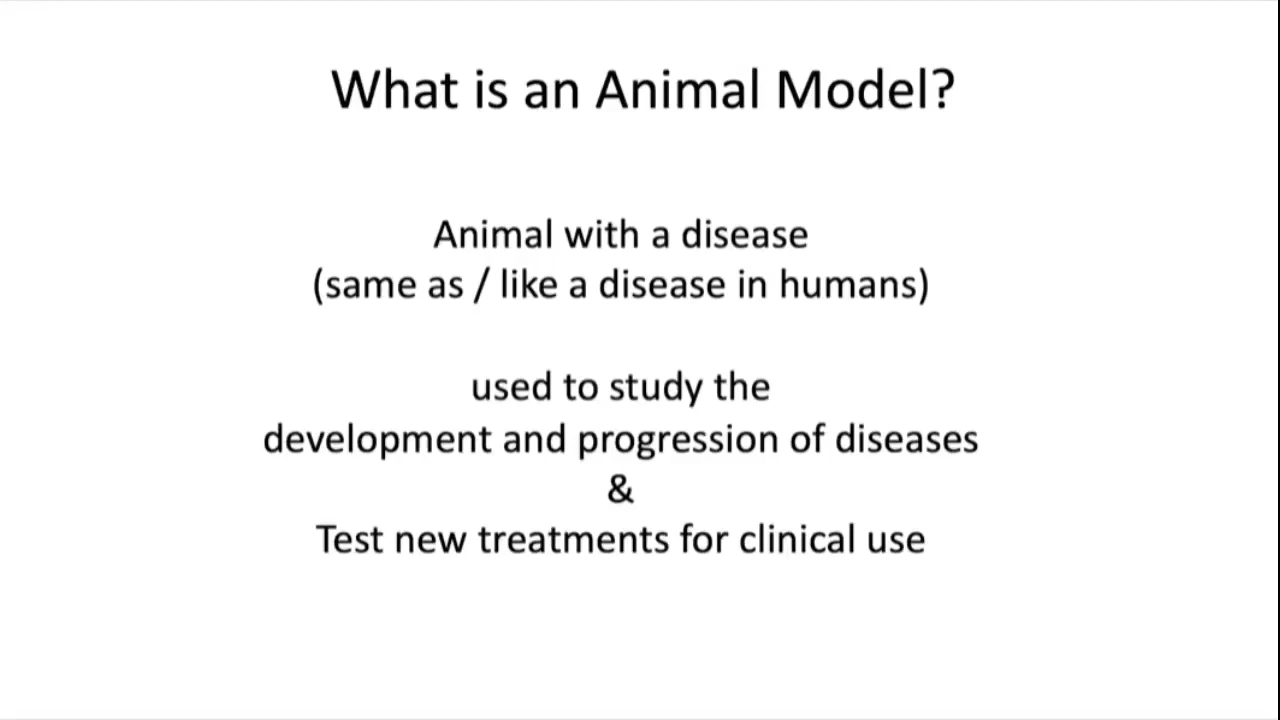 What is an Animal Model?
Animal with a disease
(same as / like a disease in humans)
used to study the
development and progression of diseases
&
Test new treatments for clinical use